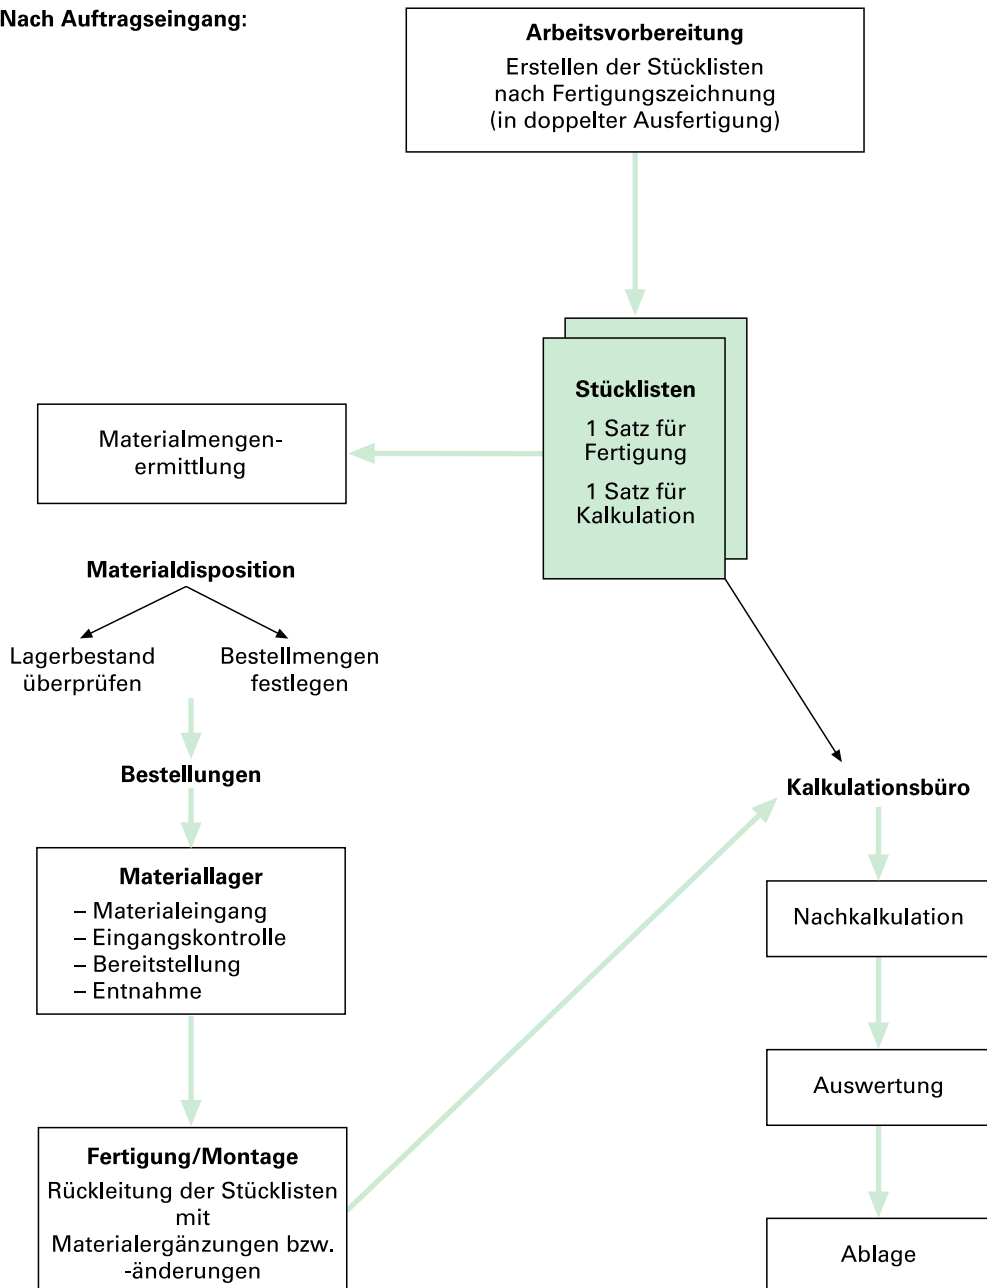 Nach Auftragseingang:
Arbeitsvorbereitung
Erstellen der Stücklisten
nach Fertigungszeichnung
(in doppelter Ausfertigung)
Stücklisten
1 Satz für
Fertigung
1 Satz für
Kalkulation
Materialmengen-
ermittlung
Materialdisposition
Lagerbestand
überprüfen
Bestellmengen
festlegen
Bestellungen
Materiallager
– Materialeingang
– Eingangskontrolle
– Bereitstellung
– Entnahme
Fertigung/Montage
Rückleitung der Stücklisten
mit
Materialergänzungen bzw.
-änderungen
Kalkulationsbüro
Nachkalkulation
Auswertung
Ablage